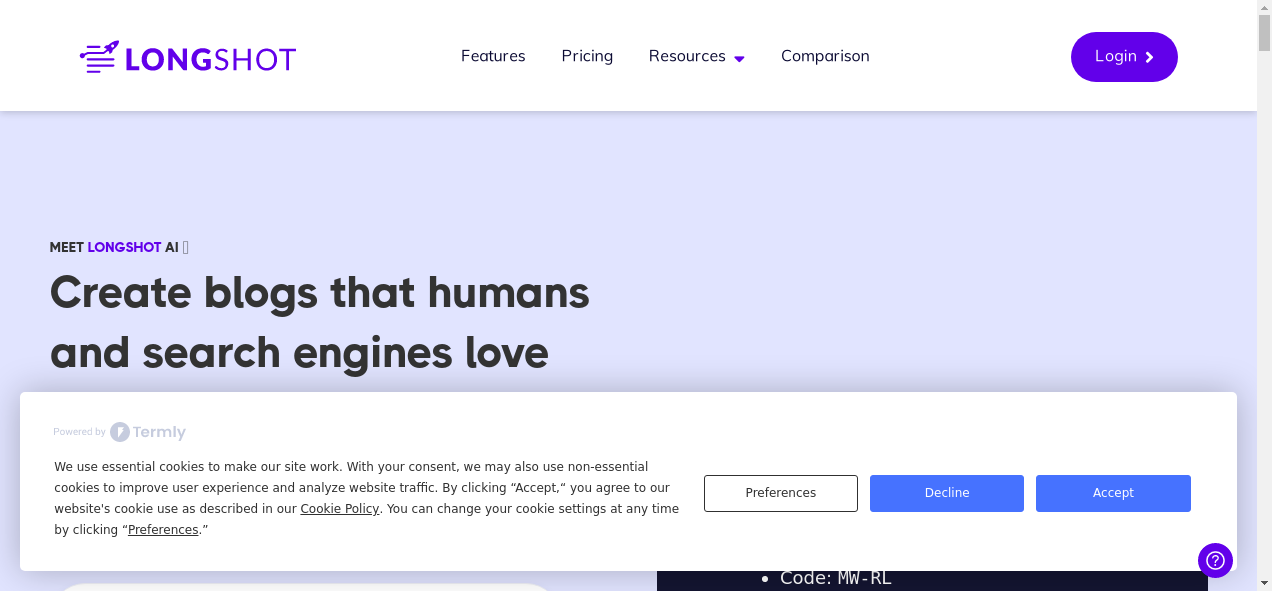 LONGSHOT
Features
Pricing
Resources
Comparison
Login
MEET LONGSHOT AI
Create blogs that humans
and search engines love
Powered by Termly
We use essential cookies to make our site work. With your consent, we may also use non-essential
cookies to improve user experience and analyze website traffic. By clicking “Accept,“ you agree to our
website's cookie use as described in our Cookie Policy. You can change your cookie settings at any time
by clicking “Preferences.”
Preferences
Decline
Accept
• Code: MW-RL